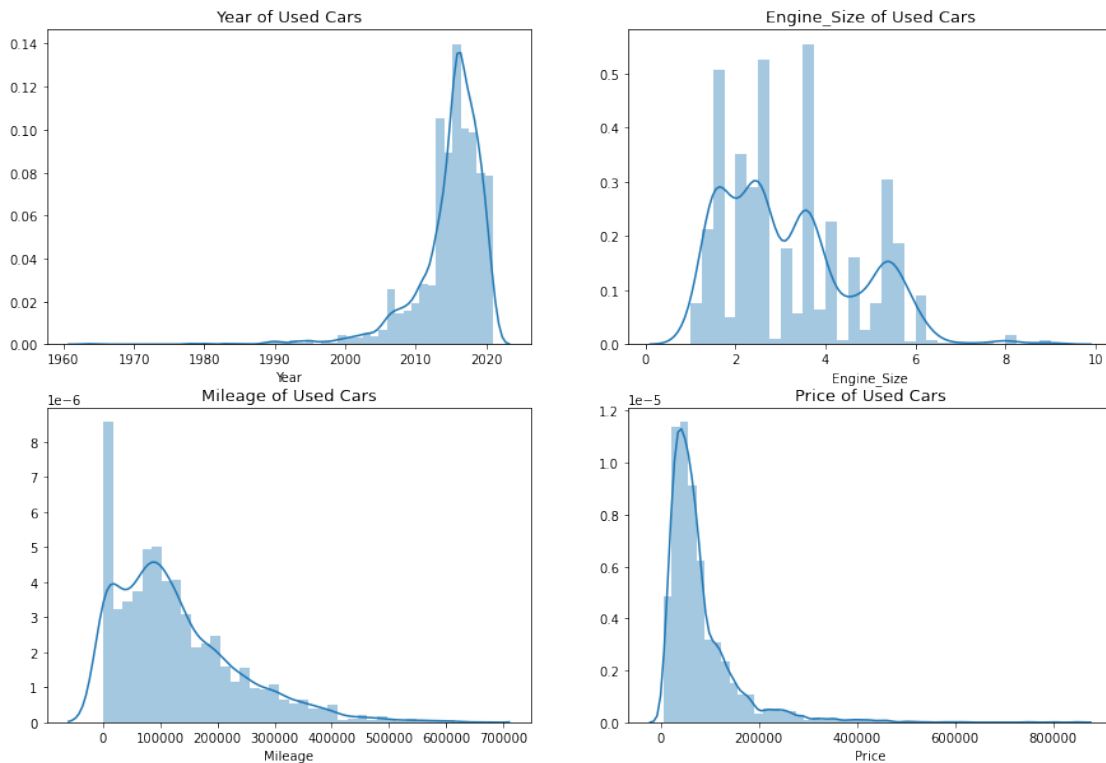 Year of Used Cars
0.14
0.12
0.10
0.08
0.06
0.04
0.02
0.00
1960 1970 1980 1990 2000 2010 2020
Year
Engine_Size of Used Cars
0.5
0.4
0.3
0.2
0.1
0.0
0 2 4 6 8 10
Engine_Size
Mileage of Used Cars
1e-6
8
7
6
5
4
3
2
1
0
0 100000 200000 300000 400000 500000 600000 700000
Mileage
Price of Used Cars
1e-5
1.2
1.0
0.8
0.6
0.4
0.2
0.0
0 200000 400000 600000 800000
Price